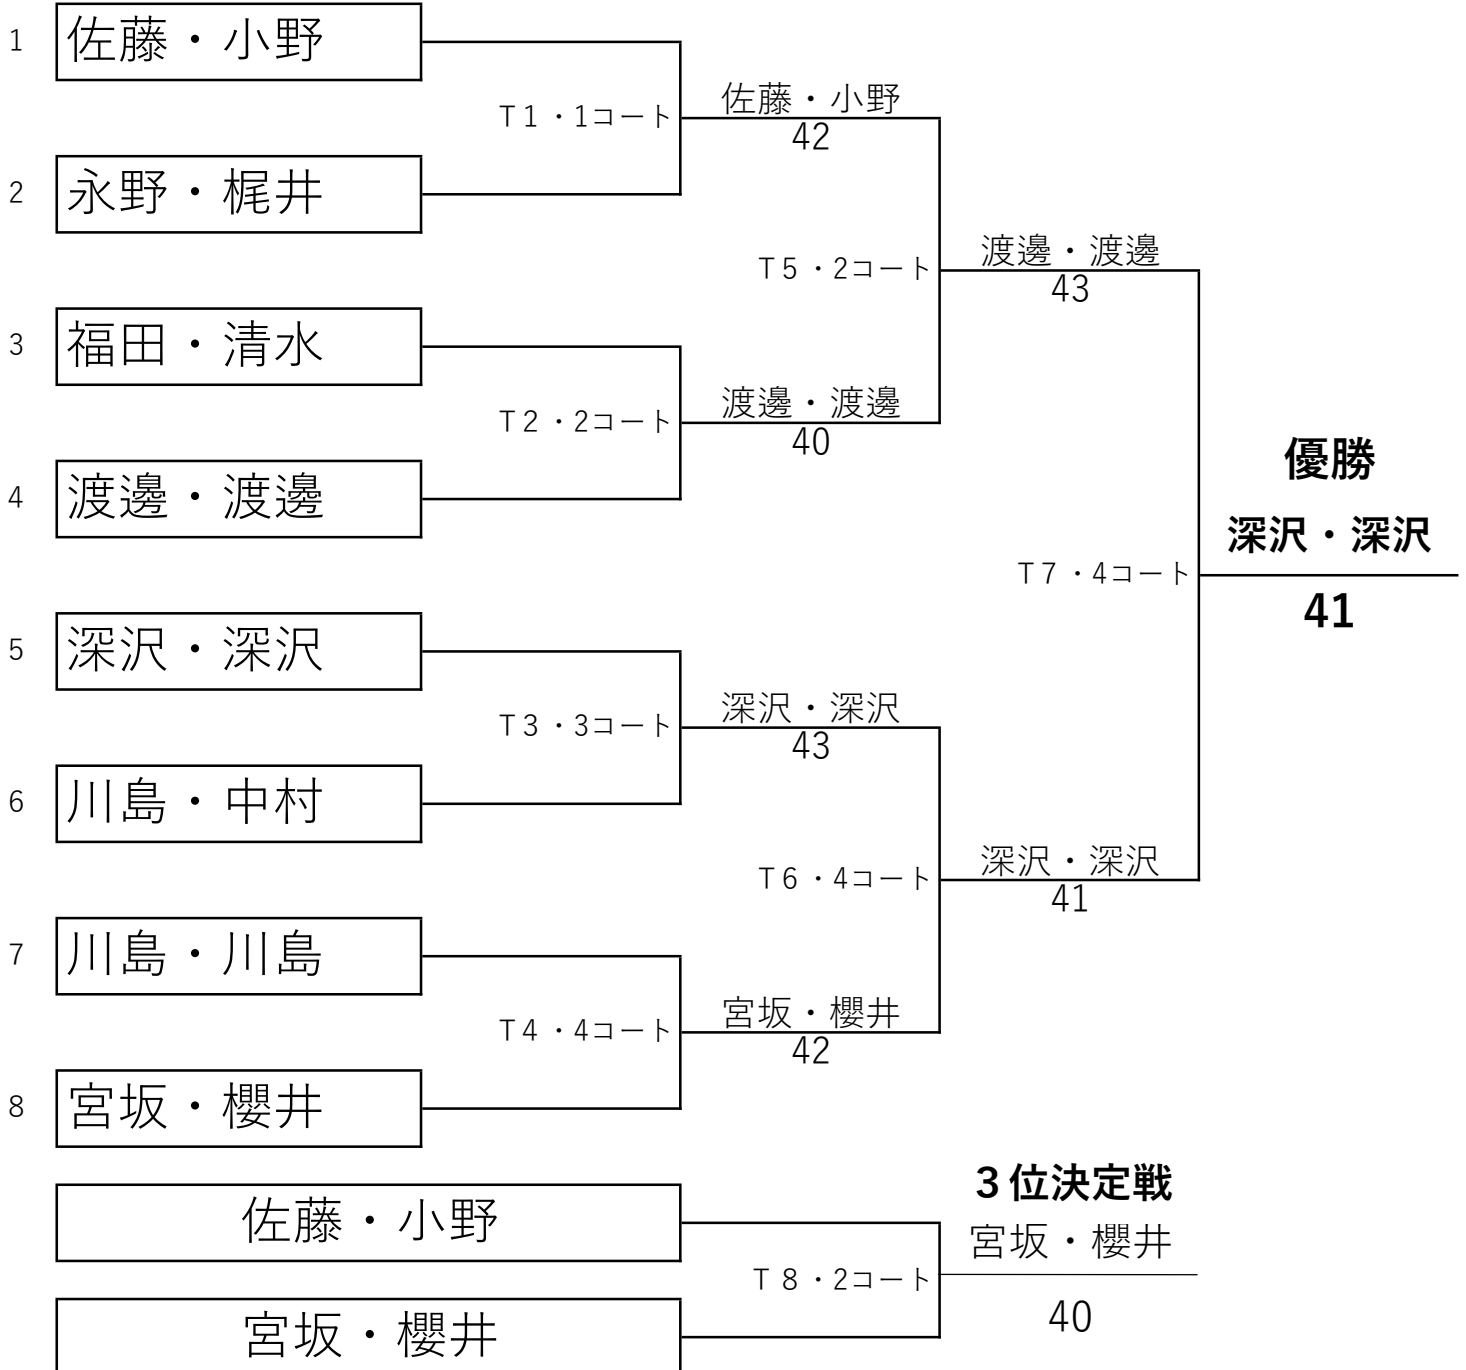 1 佐藤・小野
T1・1コート
佐藤・小野
42
2 永野・梶井
T5・2コート
渡邊・渡邊
43
3 福田・清水
T2・2コート
渡邊・渡邊
40
4 渡邊・渡邊
優勝
深沢・深沢
T7・4コート
41
5 深沢・深沢
T3・3コート
深沢・深沢
43
6 川島・中村
T6・4コート
深沢・深沢
41
7 川島・川島
T4・4コート
宮坂・櫻井
42
8 宮坂・櫻井
3位決定戦
佐藤・小野
宮坂・櫻井
T8・2コート
40
宮坂・櫻井